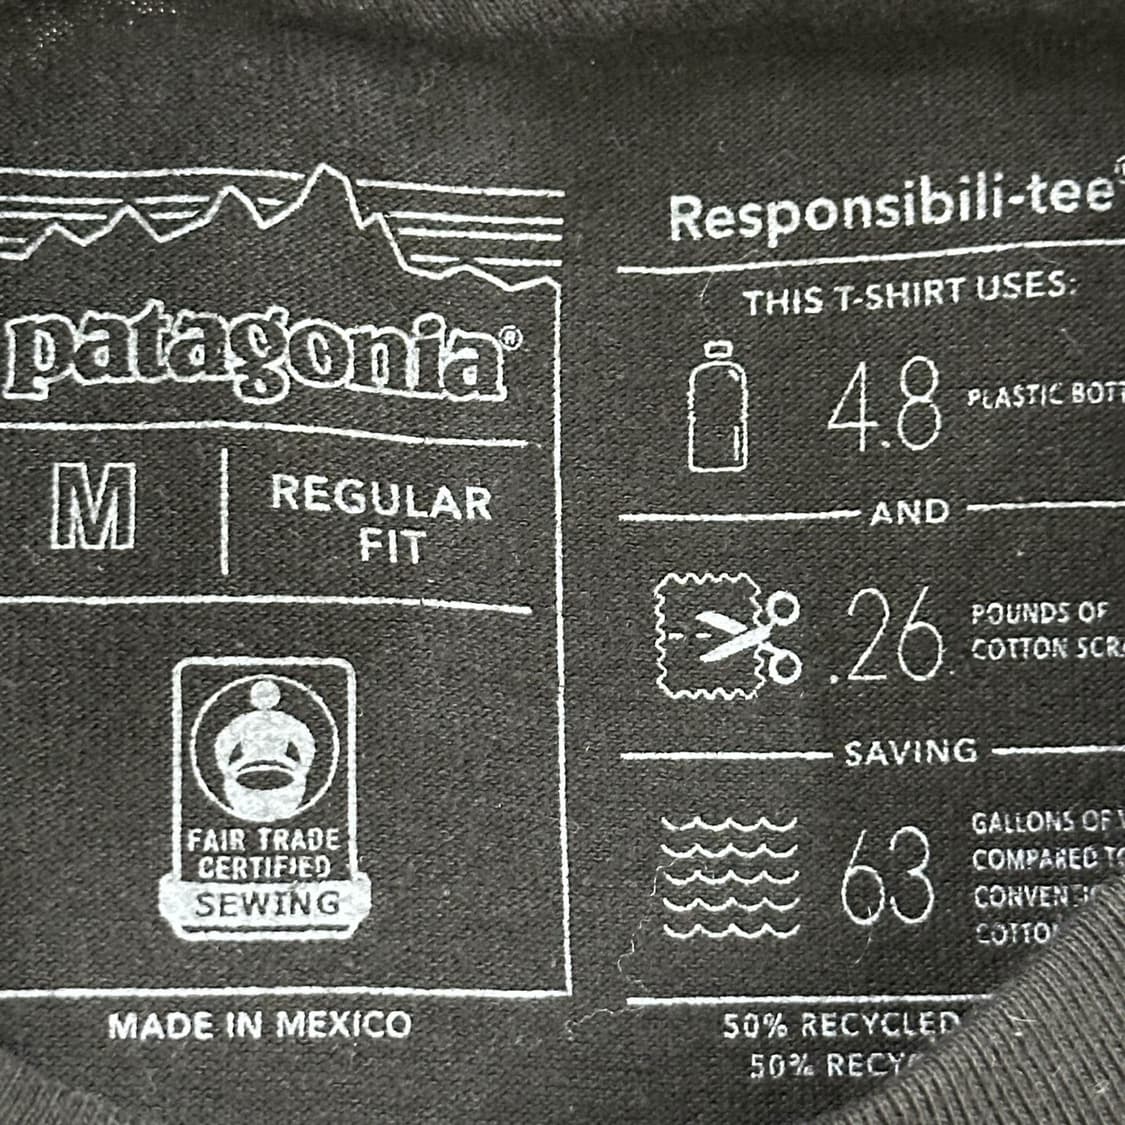 patagonia®
M
REGULAR
FIT
FAIR TRADE
CERTIFIED
SEWING
MADE IN MEXICO
Responsibili-tee®
THIS T-SHIRT USES:
4.8
PLASTIC
AND
.26
POUNDS OF
COTTON
SAVING
63
GALLONS OF
COMPARED
50% RECYCLED
50%